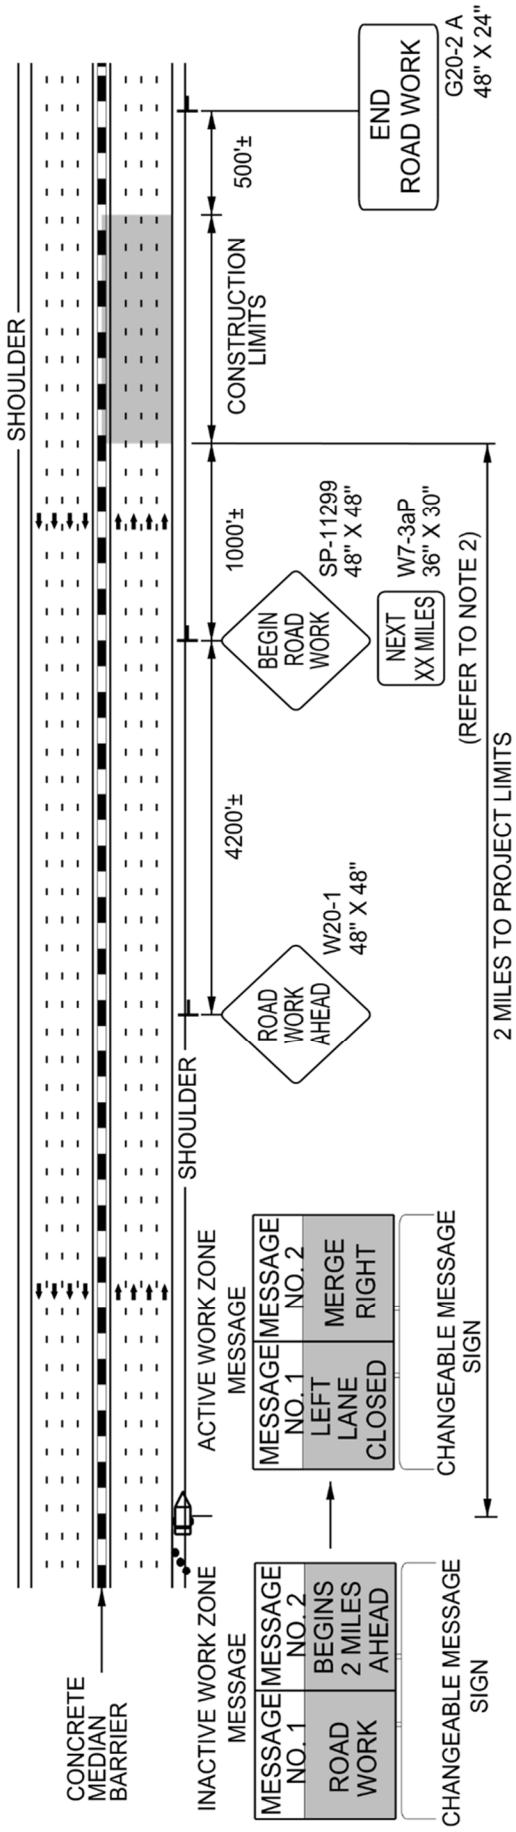 SHOULDER
CONCRETE
MEDIAN
BARRIER
SHOULDER
INACTIVE WORK ZONE
MESSAGE
MESSAGE
NO. 1
MESSAGE
NO. 2
ROAD
WORK
BEGINS
2 MILES
AHEAD
CHANGEABLE MESSAGE
SIGN
ACTIVE WORK ZONE
MESSAGE
MESSAGE
NO. 1
MESSAGE
NO. 2
LEFT
LANE
CLOSED
MERGE
RIGHT
CHANGEABLE MESSAGE
SIGN
4200'±
1000'±
CONSTRUCTION
LIMITS
500'±
ROAD
WORK
AHEAD
W20-1
48" X 48"
BEGIN
ROAD
WORK
SP-11299
48" X 48"
NEXT
XX MILES
W7-3aP
36" X 30"
END
ROAD WORK
G20-2 A
48" X 24"
(REFER TO NOTE 2)
2 MILES TO PROJECT LIMITS